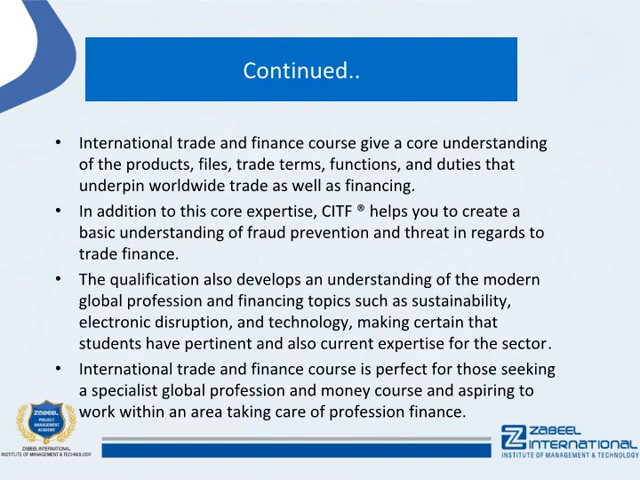 Continued..
• International trade and finance course give a core understanding
of the products, files, trade terms, functions, and duties that
underpin worldwide trade as well as financing.
• In addition to this core expertise, CITF ® helps you to create a
basic understanding of fraud prevention and threat in regards to
trade finance.
• The qualification also develops an understanding of the modern
global profession and financing topics such as sustainability,
electronic disruption, and technology, making certain that
students have pertinent and also current expertise for the sector.
• International trade and finance course is perfect for those seeking
a specialist global profession and money course and aspiring to
work within an area taking care of profession finance.
ZABEEL
PROJECT
MANAGEMENT
ACADEMY
ZABEEL INTERNATIONAL
INSTITUTE OF MANAGEMENT & TECHNOLOGY
ZABEEL
INTERNATIONAL
INSTITUTE OF MANAGEMENT & TECHNOLOGY